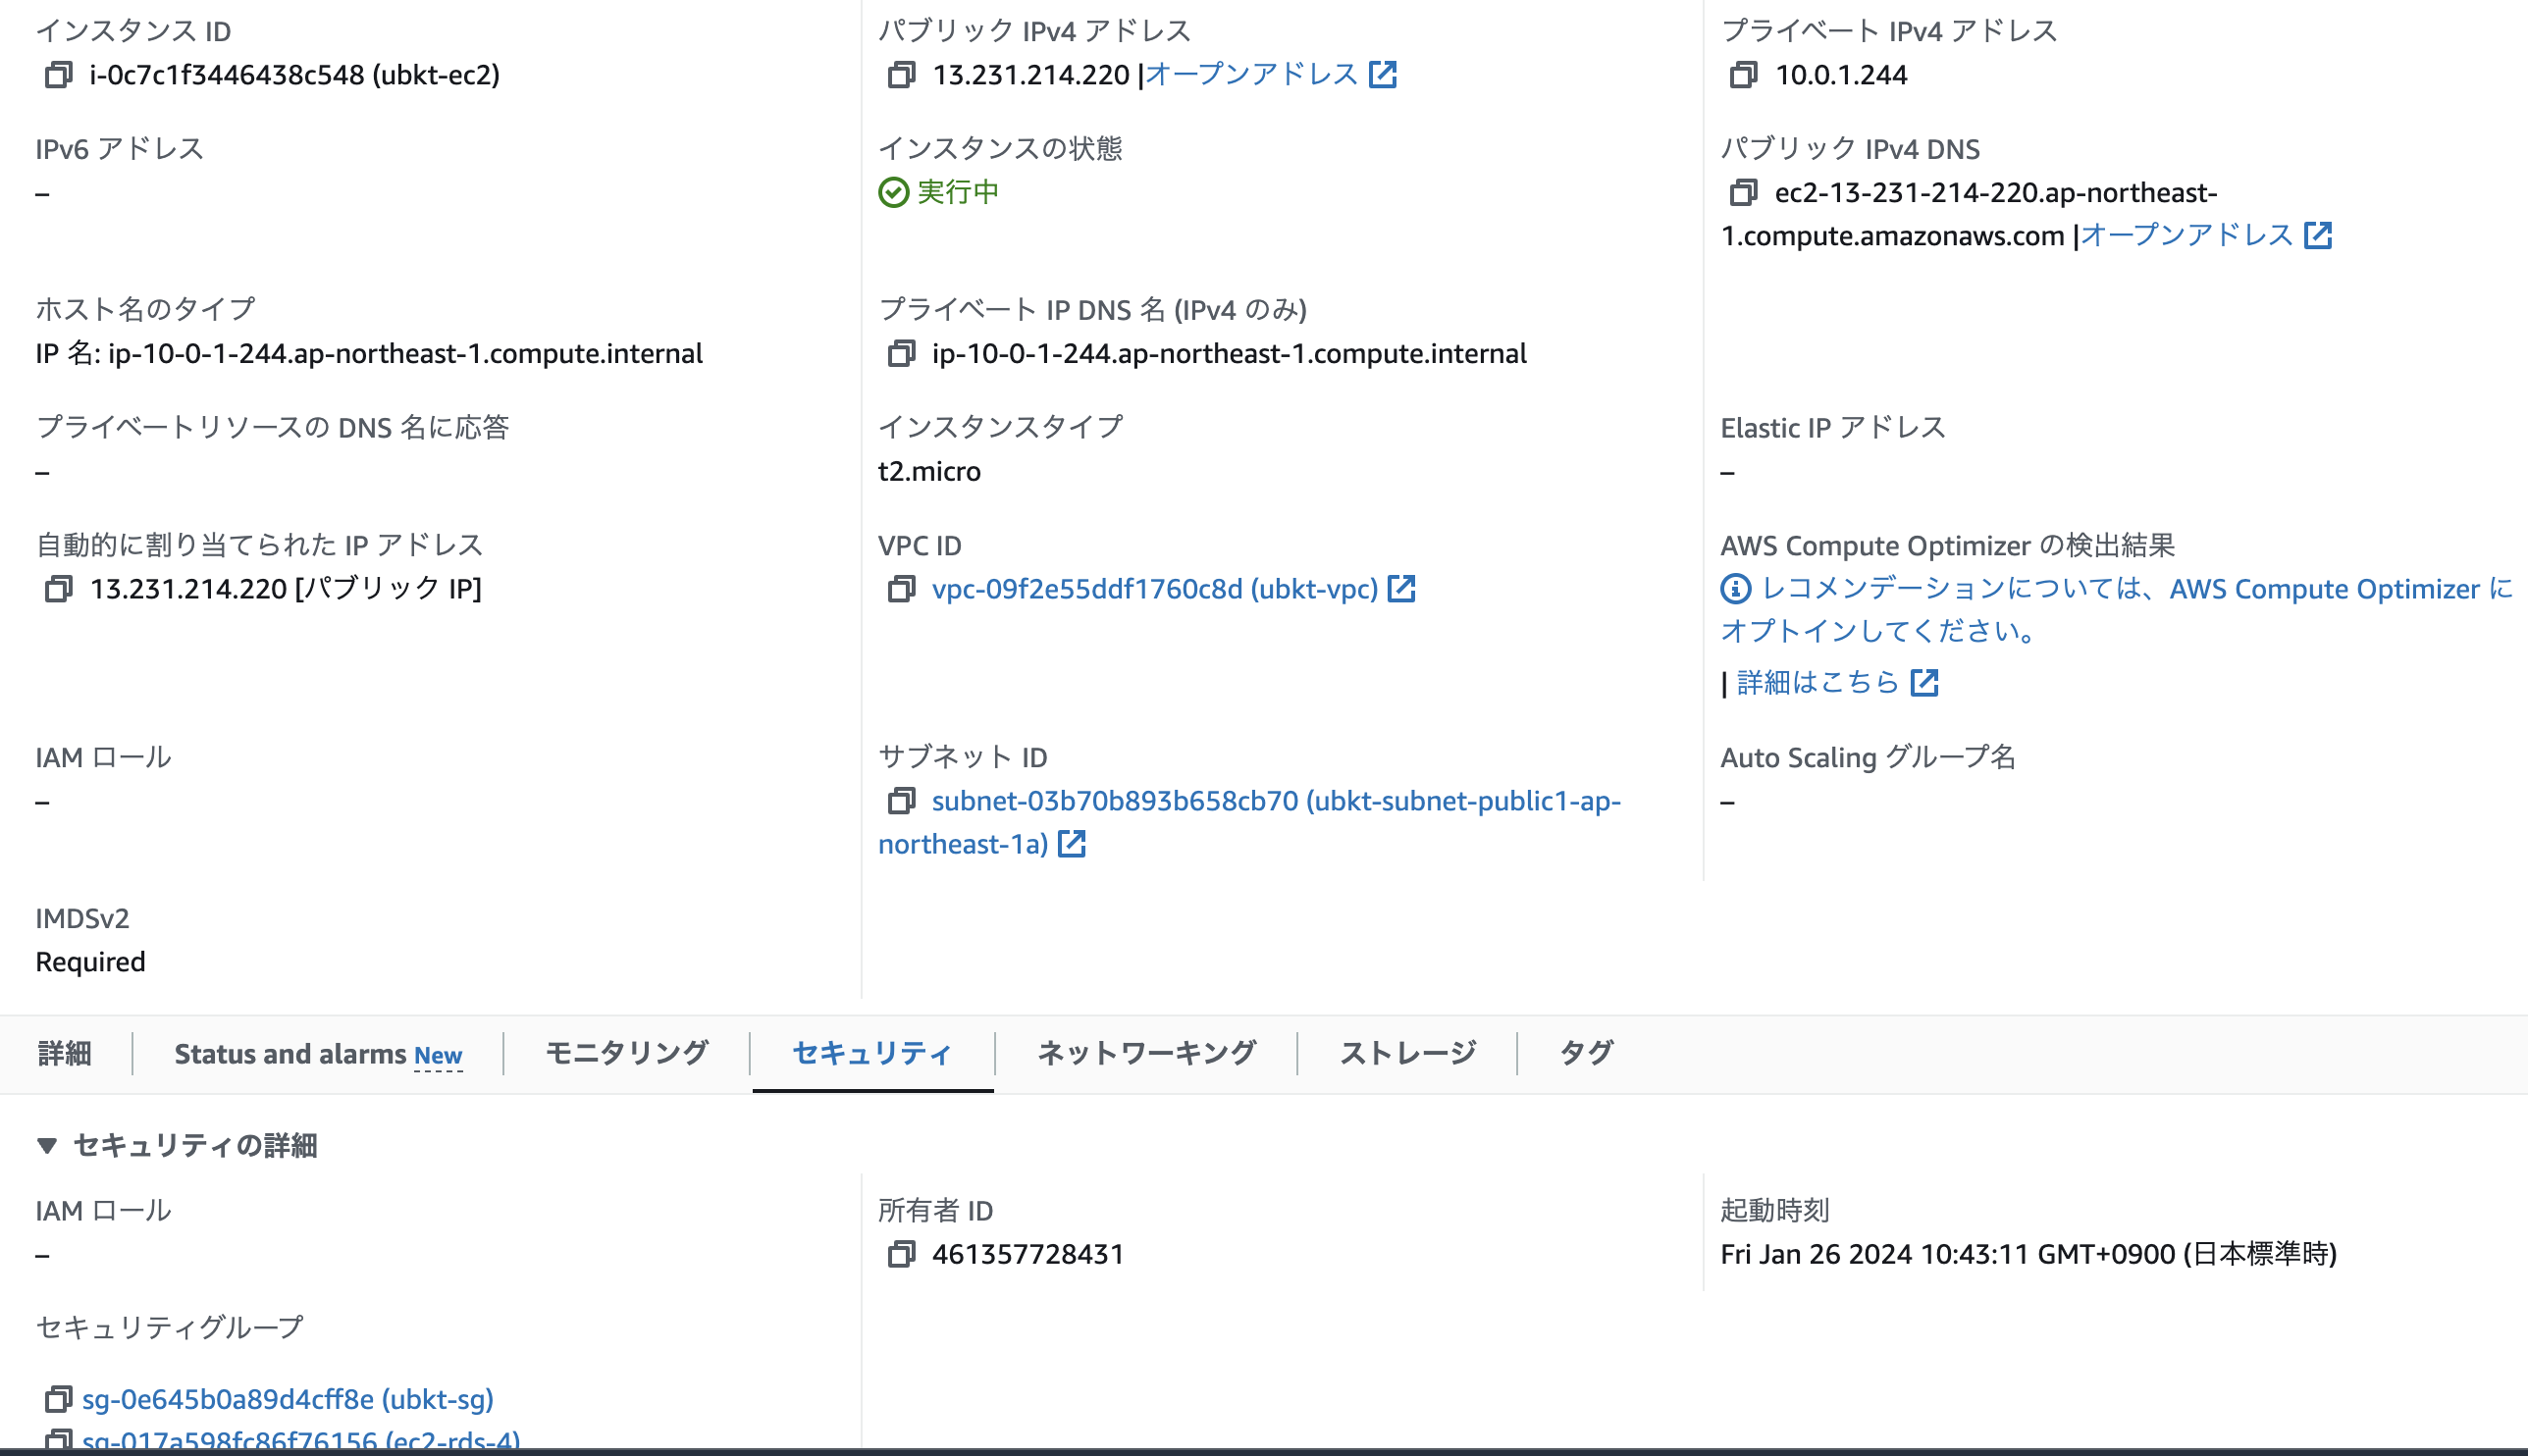 インスタンス ID
i-0c7c1f3446438c548 (ubkt-ec2)
パブリック IPv4 アドレス
13.231.214.220 |オープンアドレス
プライベート IPv4 アドレス
10.0.1.244
IPv6 アドレス
–
インスタンスの状態
実行中
パブリック IPv4 DNS
ec2-13-231-214-220.ap-northeast-
1.compute.amazonaws.com |オープンアドレス
ホスト名のタイプ
IP 名: ip-10-0-1-244.ap-northeast-1.compute.internal
プライベート IP DNS 名 (IPv4 のみ)
ip-10-0-1-244.ap-northeast-1.compute.internal
プライベートリソースの DNS 名に応答
–
インスタンスタイプ
t2.micro
Elastic IP アドレス
–
自動的に割り当てられた IP アドレス
13.231.214.220 [パブリック IP]
VPC ID
vpc-09f2e55ddf1760c8d (ubkt-vpc)
AWS Compute Optimizer の検出結果
レコメンデーションについては、AWS Compute Optimizer に
オプトインしてください。
| 詳細はこちら
IAM ロール
–
サブネット ID
subnet-03b70b893b658cb70 (ubkt-subnet-public1-ap-
northeast-1a)
Auto Scaling グループ名
–
IMDSv2
Required
詳細
Status and alarms New
モニタリング
セキュリティ
ネットワーキング
ストレージ
タグ
▼ セキュリティの詳細
IAM ロール
–
所有者 ID
461357728431
起動時刻
Fri Jan 26 2024 10:43:11 GMT+0900 (日本標準時)
セキュリティグループ
sg-0e645b0a89d4cff8e (ubkt-sg)
sg-017a598fc86f76156 (ec2-rds-4)